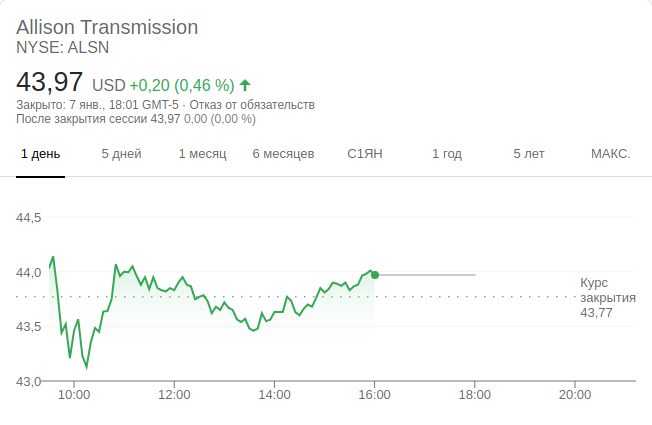 Allison Transmission
NYSE: ALSN
43,97 USD +0,20 (0,46 %)
Закрыто: 7 янв., 18:01 GMT-5 · Отказ от обязательств
После закрытия сессии 43,97 0,00 (0,00 %)
1 день 5 дней 1 месяц 6 месяцев С1ЯН 1 год 5 лет МАКС.
44,5
44,0
Курс
закрытия
43,77
43,5
43,0
10:00 12:00 14:00 16:00 18:00 20:00